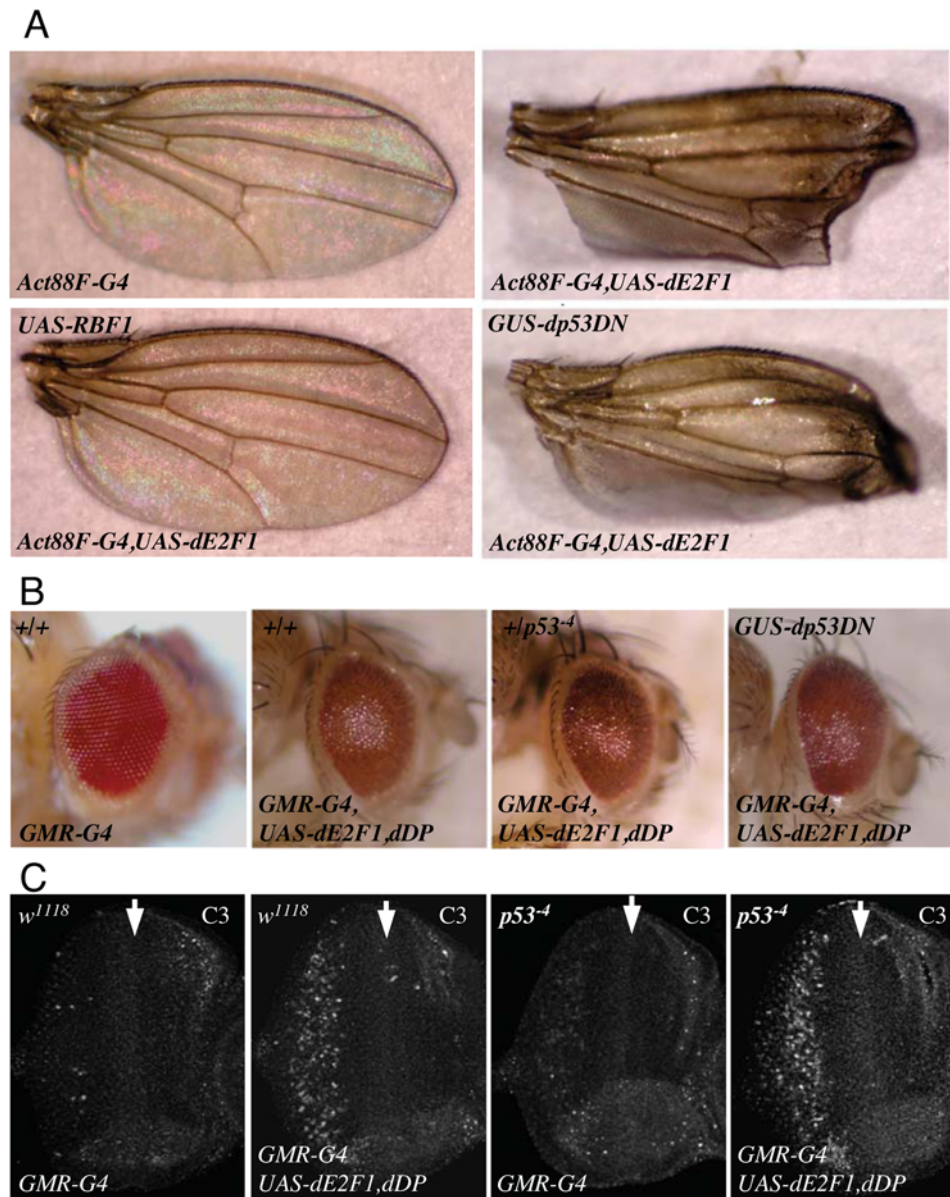 A
Act88F-G4
Act88F-G4,UAS-dE2F1
UAS-RBF1
Act88F-G4,UAS-dE2F1
GUS-dp53DN
Act88F-G4,UAS-dE2F1
B
+/+
GMR-G4
+/+
GMR-G4,
UAS-dE2F1,dDP
+/p53-4
GMR-G4,
UAS-dE2F1,dDP
GUS-dp53DN
GMR-G4,
UAS-dE2F1,dDP
C
w1118 C3
GMR-G4
w1118 C3
GMR-G4
UAS-dE2F1,dDP
p53-4 C3
GMR-G4
p53-4 C3
GMR-G4
UAS-dE2F1,dDP